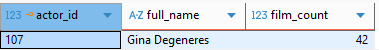 123 actor_id A-Z full_name 123 film_count
107 Gina Degeneres 42